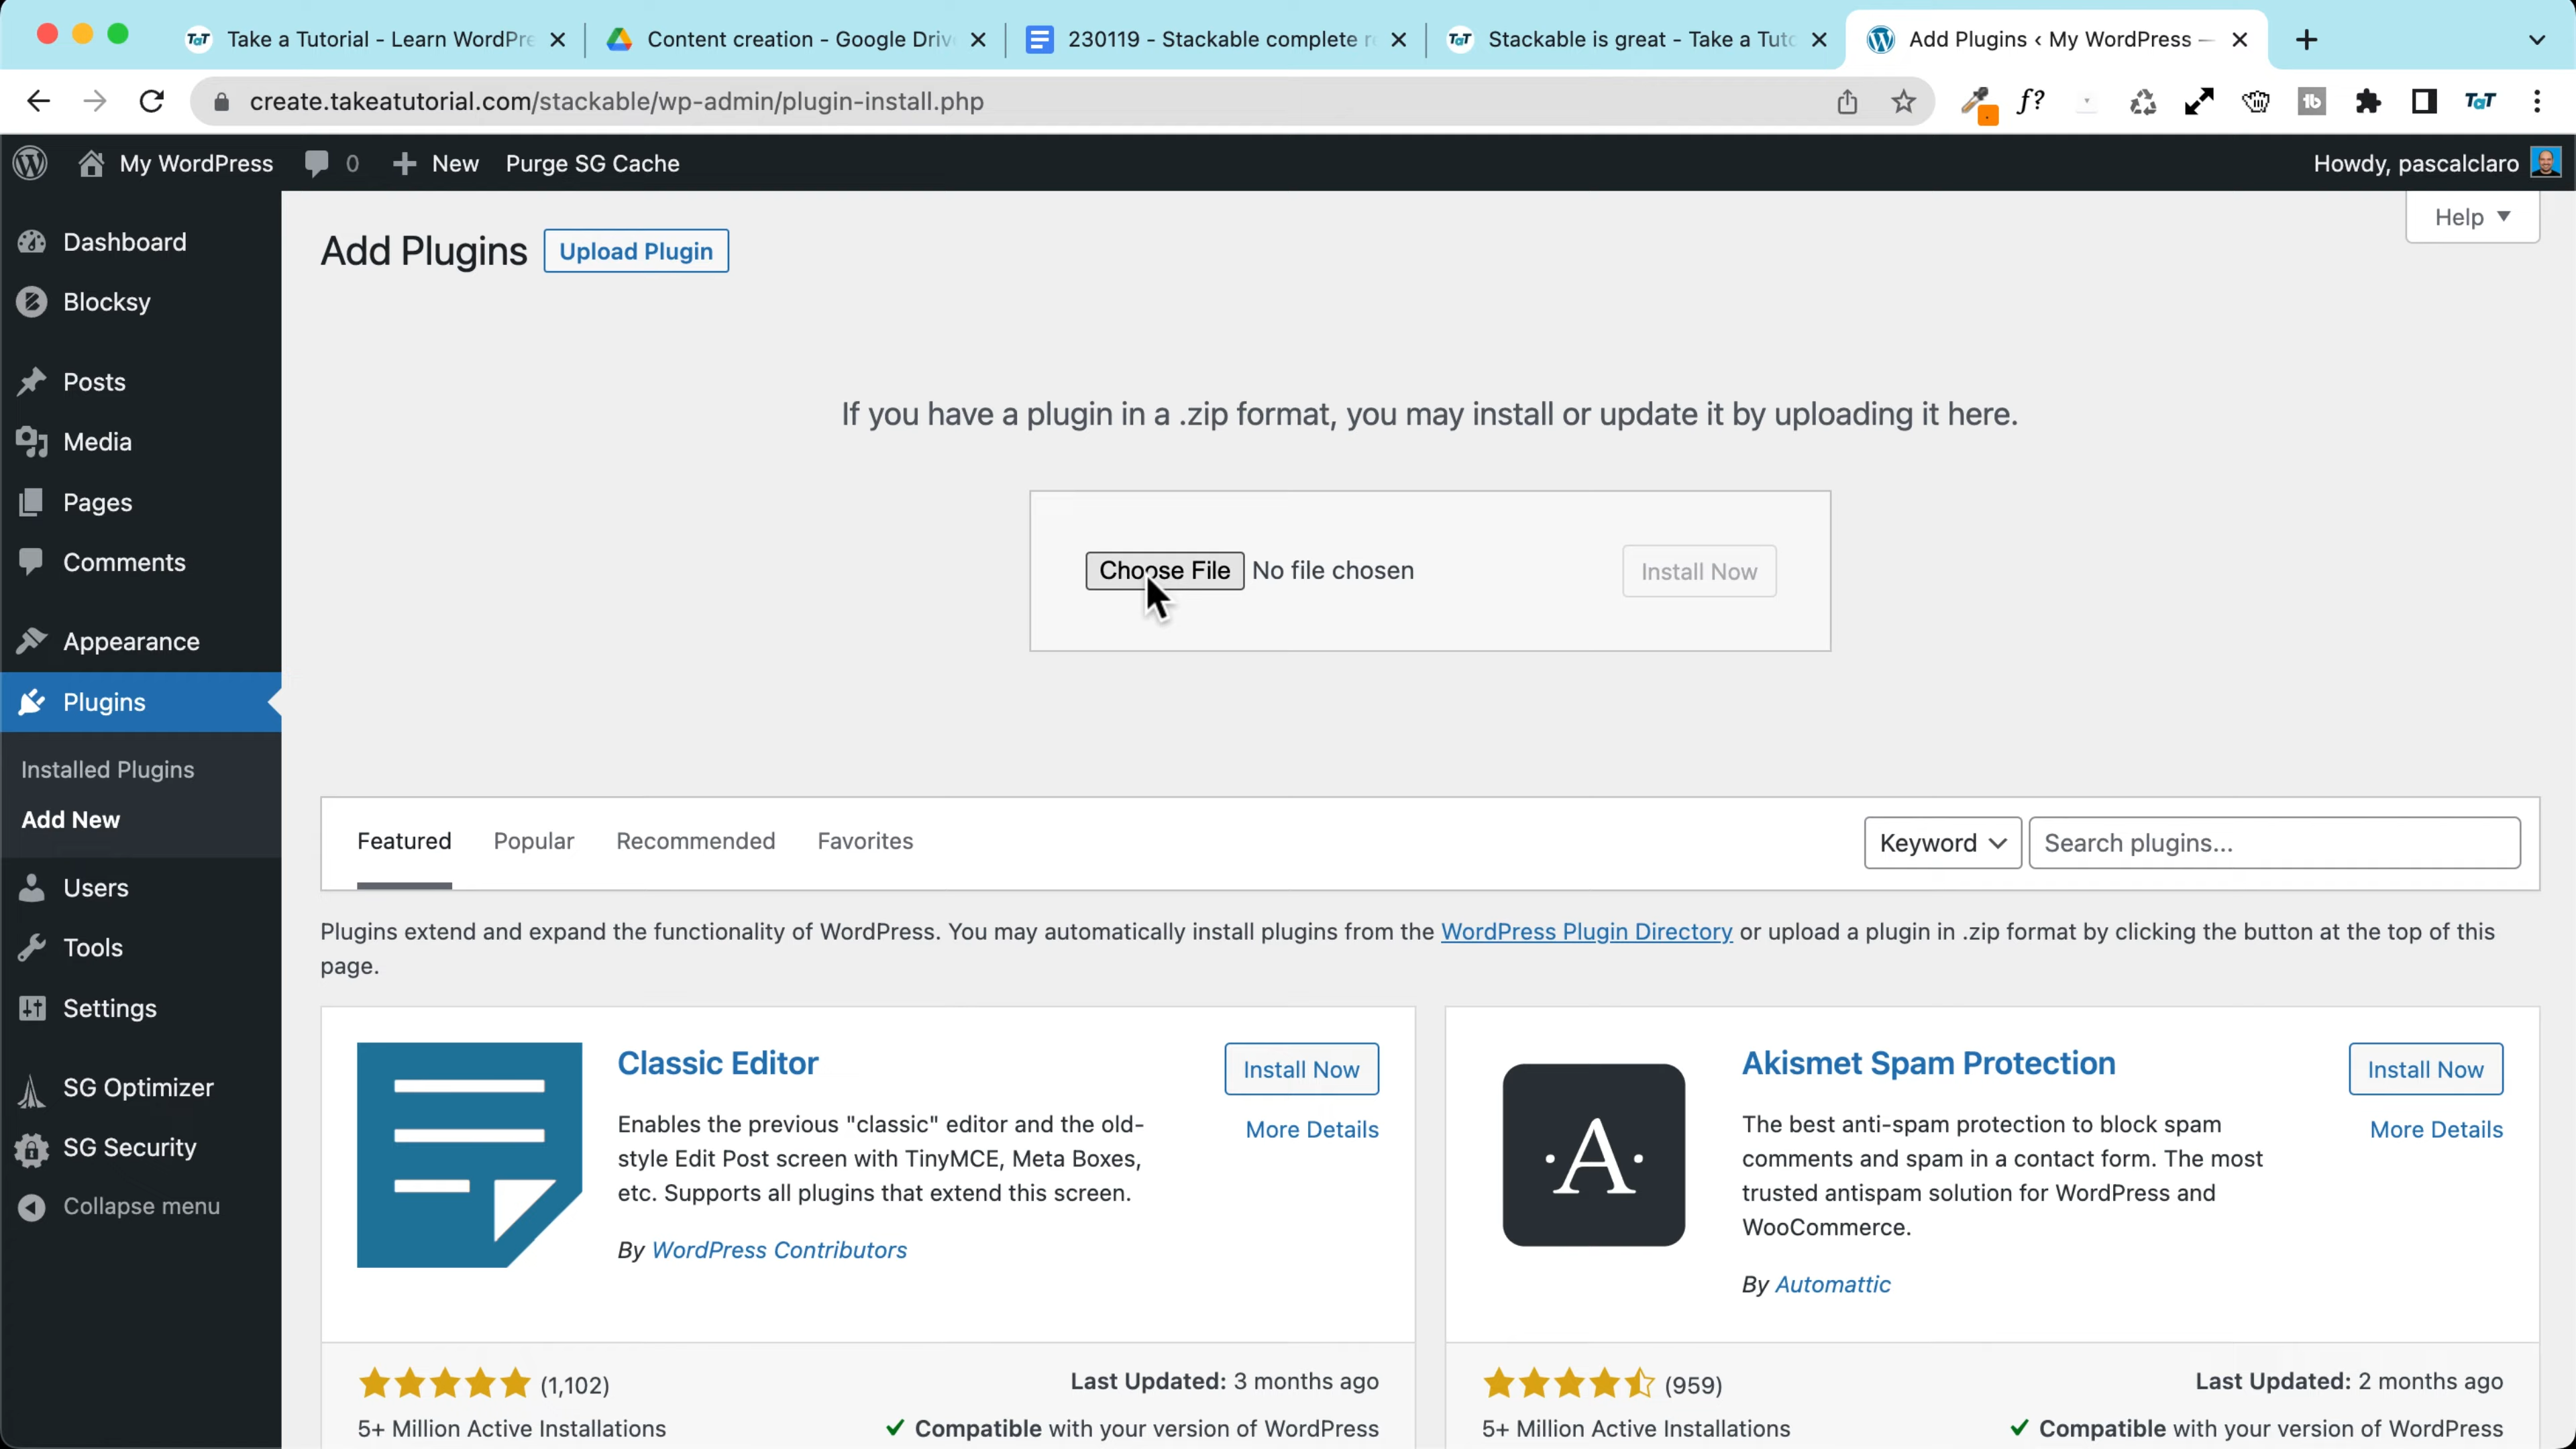 Take a Tutorial - Learn WordPre
Content creation - Google Driv
230119 - Stackable complete r
Stackable is great - Take a Tuto
Add Plugins ‹ My WordPress —
create.takeatutorial.com/stackable/wp-admin/plugin-install.php
My WordPress
0
New
Purge SG Cache
Howdy, pascalclaro
Dashboard
Blocksy
Posts
Media
Pages
Comments
Appearance
Plugins
Installed Plugins
Add New
Users
Tools
Settings
SG Optimizer
SG Security
Collapse menu
Help
Add Plugins
Upload Plugin
If you have a plugin in a .zip format, you may install or update it by uploading it here.
Choose File No file chosen
Install Now
Featured
Popular
Recommended
Favorites
Keyword
Search plugins...
Plugins extend and expand the functionality of WordPress. You may automatically install plugins from the WordPress Plugin Directory or upload a plugin in .zip format by clicking the button at the top of this
page.
Classic Editor
Install Now
More Details
Enables the previous "classic" editor and the old-
style Edit Post screen with TinyMCE, Meta Boxes,
etc. Supports all plugins that extend this screen.
By WordPress Contributors
(1,102)
Last Updated: 3 months ago
5+ Million Active Installations
Compatible with your version of WordPress
A
Akismet Spam Protection
Install Now
More Details
The best anti-spam protection to block spam
comments and spam in a contact form. The most
trusted antispam solution for WordPress and
WooCommerce.
By Automattic
(959)
Last Updated: 2 months ago
5+ Million Active Installations
Compatible with your version of WordPress